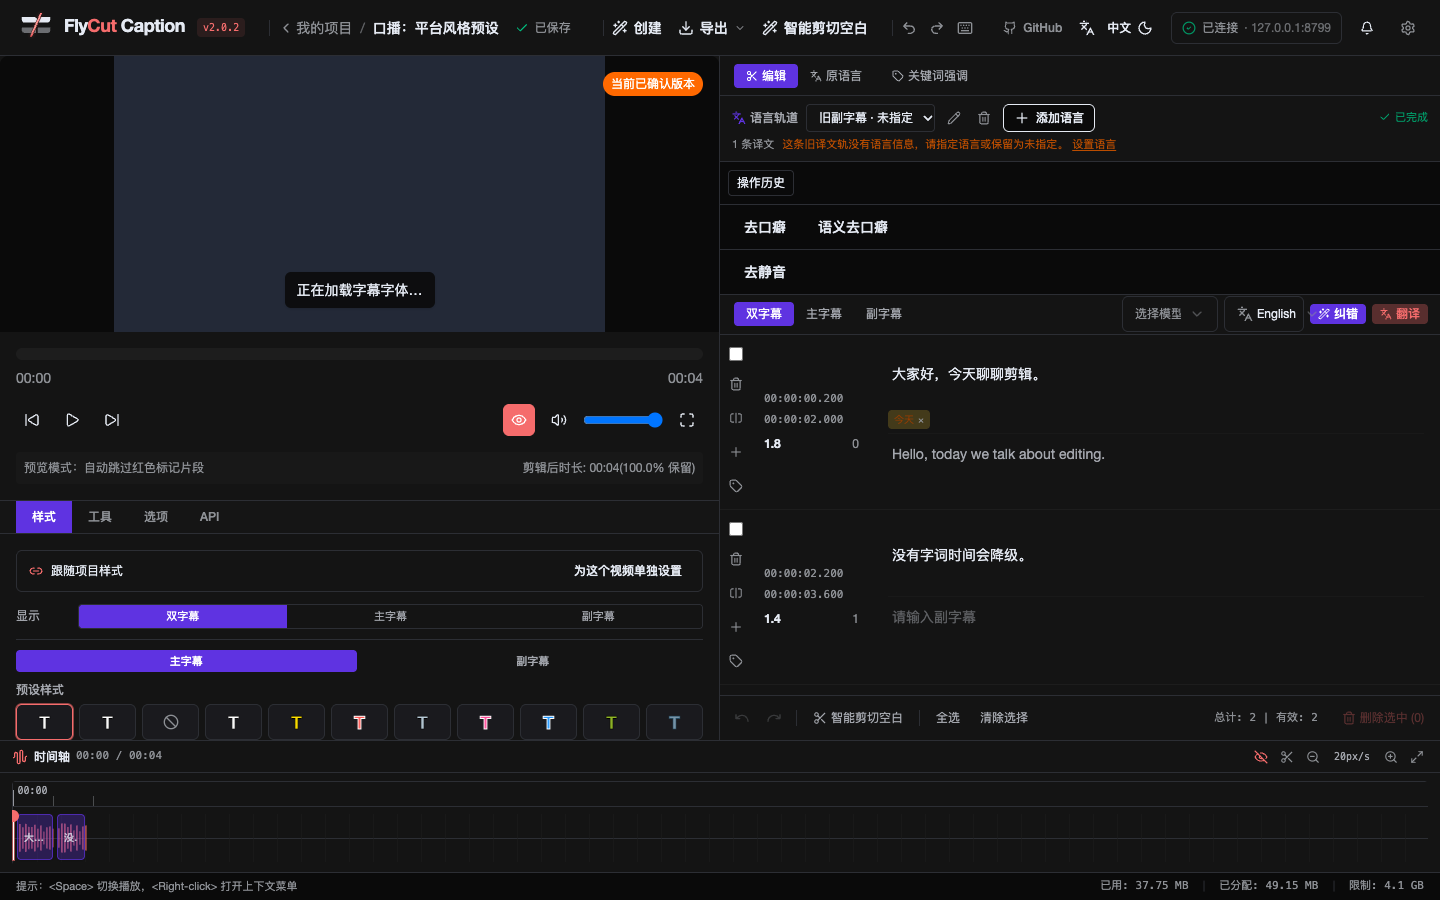 FlyCut Caption v2.0.2 我的项目 / 口播：平台风格预设 已保存 创建 导出 智能剪切空白 GitHub 中文 已连接 · 127.0.0.1:8799
当前已确认版本
正在加载字幕字体...
00:00 00:04
预览模式：自动跳过红色标记片段 剪辑后时长: 00:04(100.0% 保留)
样式 工具 选项 API
跟随项目样式 为这个视频单独设置
显示 双字幕 主字幕 副字幕
主字幕 副字幕
预设样式
T T T T T T T T T T
编辑 原语言 关键词强调
语言轨道 旧副字幕 · 未指定 添加语言 已完成
1 条译文 这条旧译文轨没有语言信息，请指定语言或保留为未指定。 设置语言
操作历史
去口癖 语义去口癖
去静音
双字幕 主字幕 副字幕 选择模型 English 纠错 翻译
大家好，今天聊聊剪辑。
00:00:00.200
00:00:02.000
今天 ×
1.8 0
Hello, today we talk about editing.
没有字词时间会降级。
00:00:02.200
00:00:03.600
1.4 1
请输入副字幕
智能剪切空白 全选 清除选择 总计: 2 | 有效: 2 删除选中 (0)
时间轴 00:00 / 00:04 20px/s
00:00
大... 没.
提示：<Space> 切换播放，<Right-click> 打开上下文菜单 已用: 37.75 MB 已分配: 49.15 MB 限制: 4.1 GB